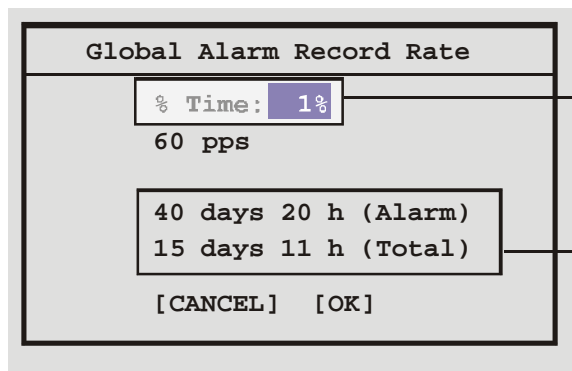 Global Alarm Record Rate
% Time: 1%
60 pps
40 days 20 h (Alarm)
15 days 11 h (Total)
[CANCEL] [OK]